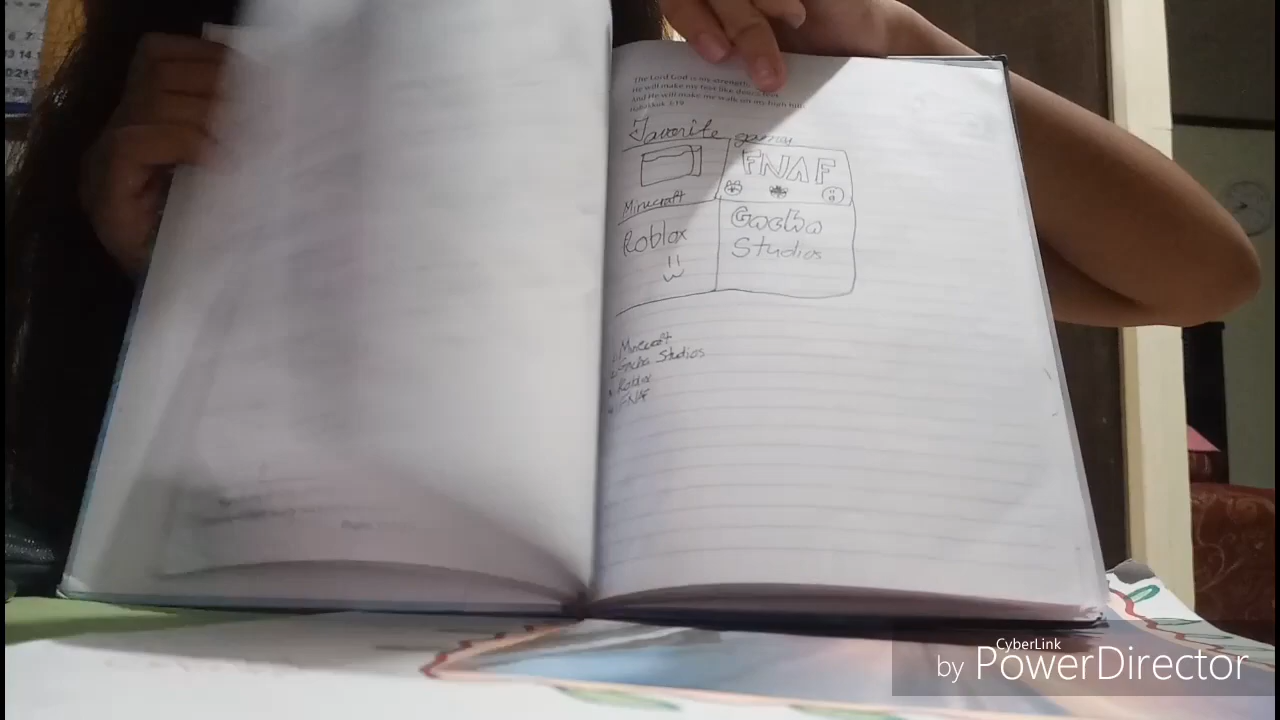 The Lord God is my strength
He will make my feet like deer's feet
And He will make me walk on my high hills
Habakkuk 3:19
Favorite games
FNAF
Minecraft
Roblox
Gacha
Studios
1. Minecraft
2. Gacha Studios
3. Roblox
4. FNAF
CyberLink
by PowerDirector